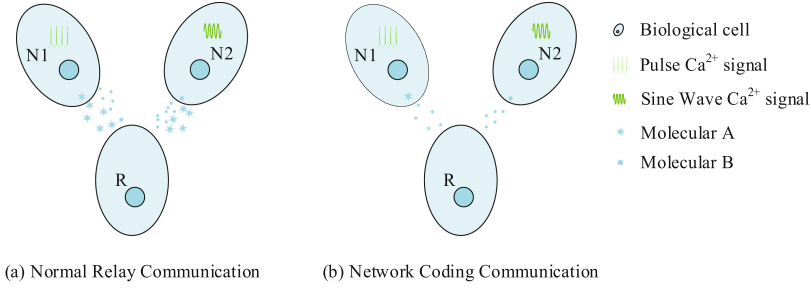 N1
N2
R
(a) Normal Relay Communication
N1
N2
R
(b) Network Coding Communication
Biological cell
Pulse Ca²⁺ signal
Sine Wave Ca²⁺ signal
Molecular A
Molecular B